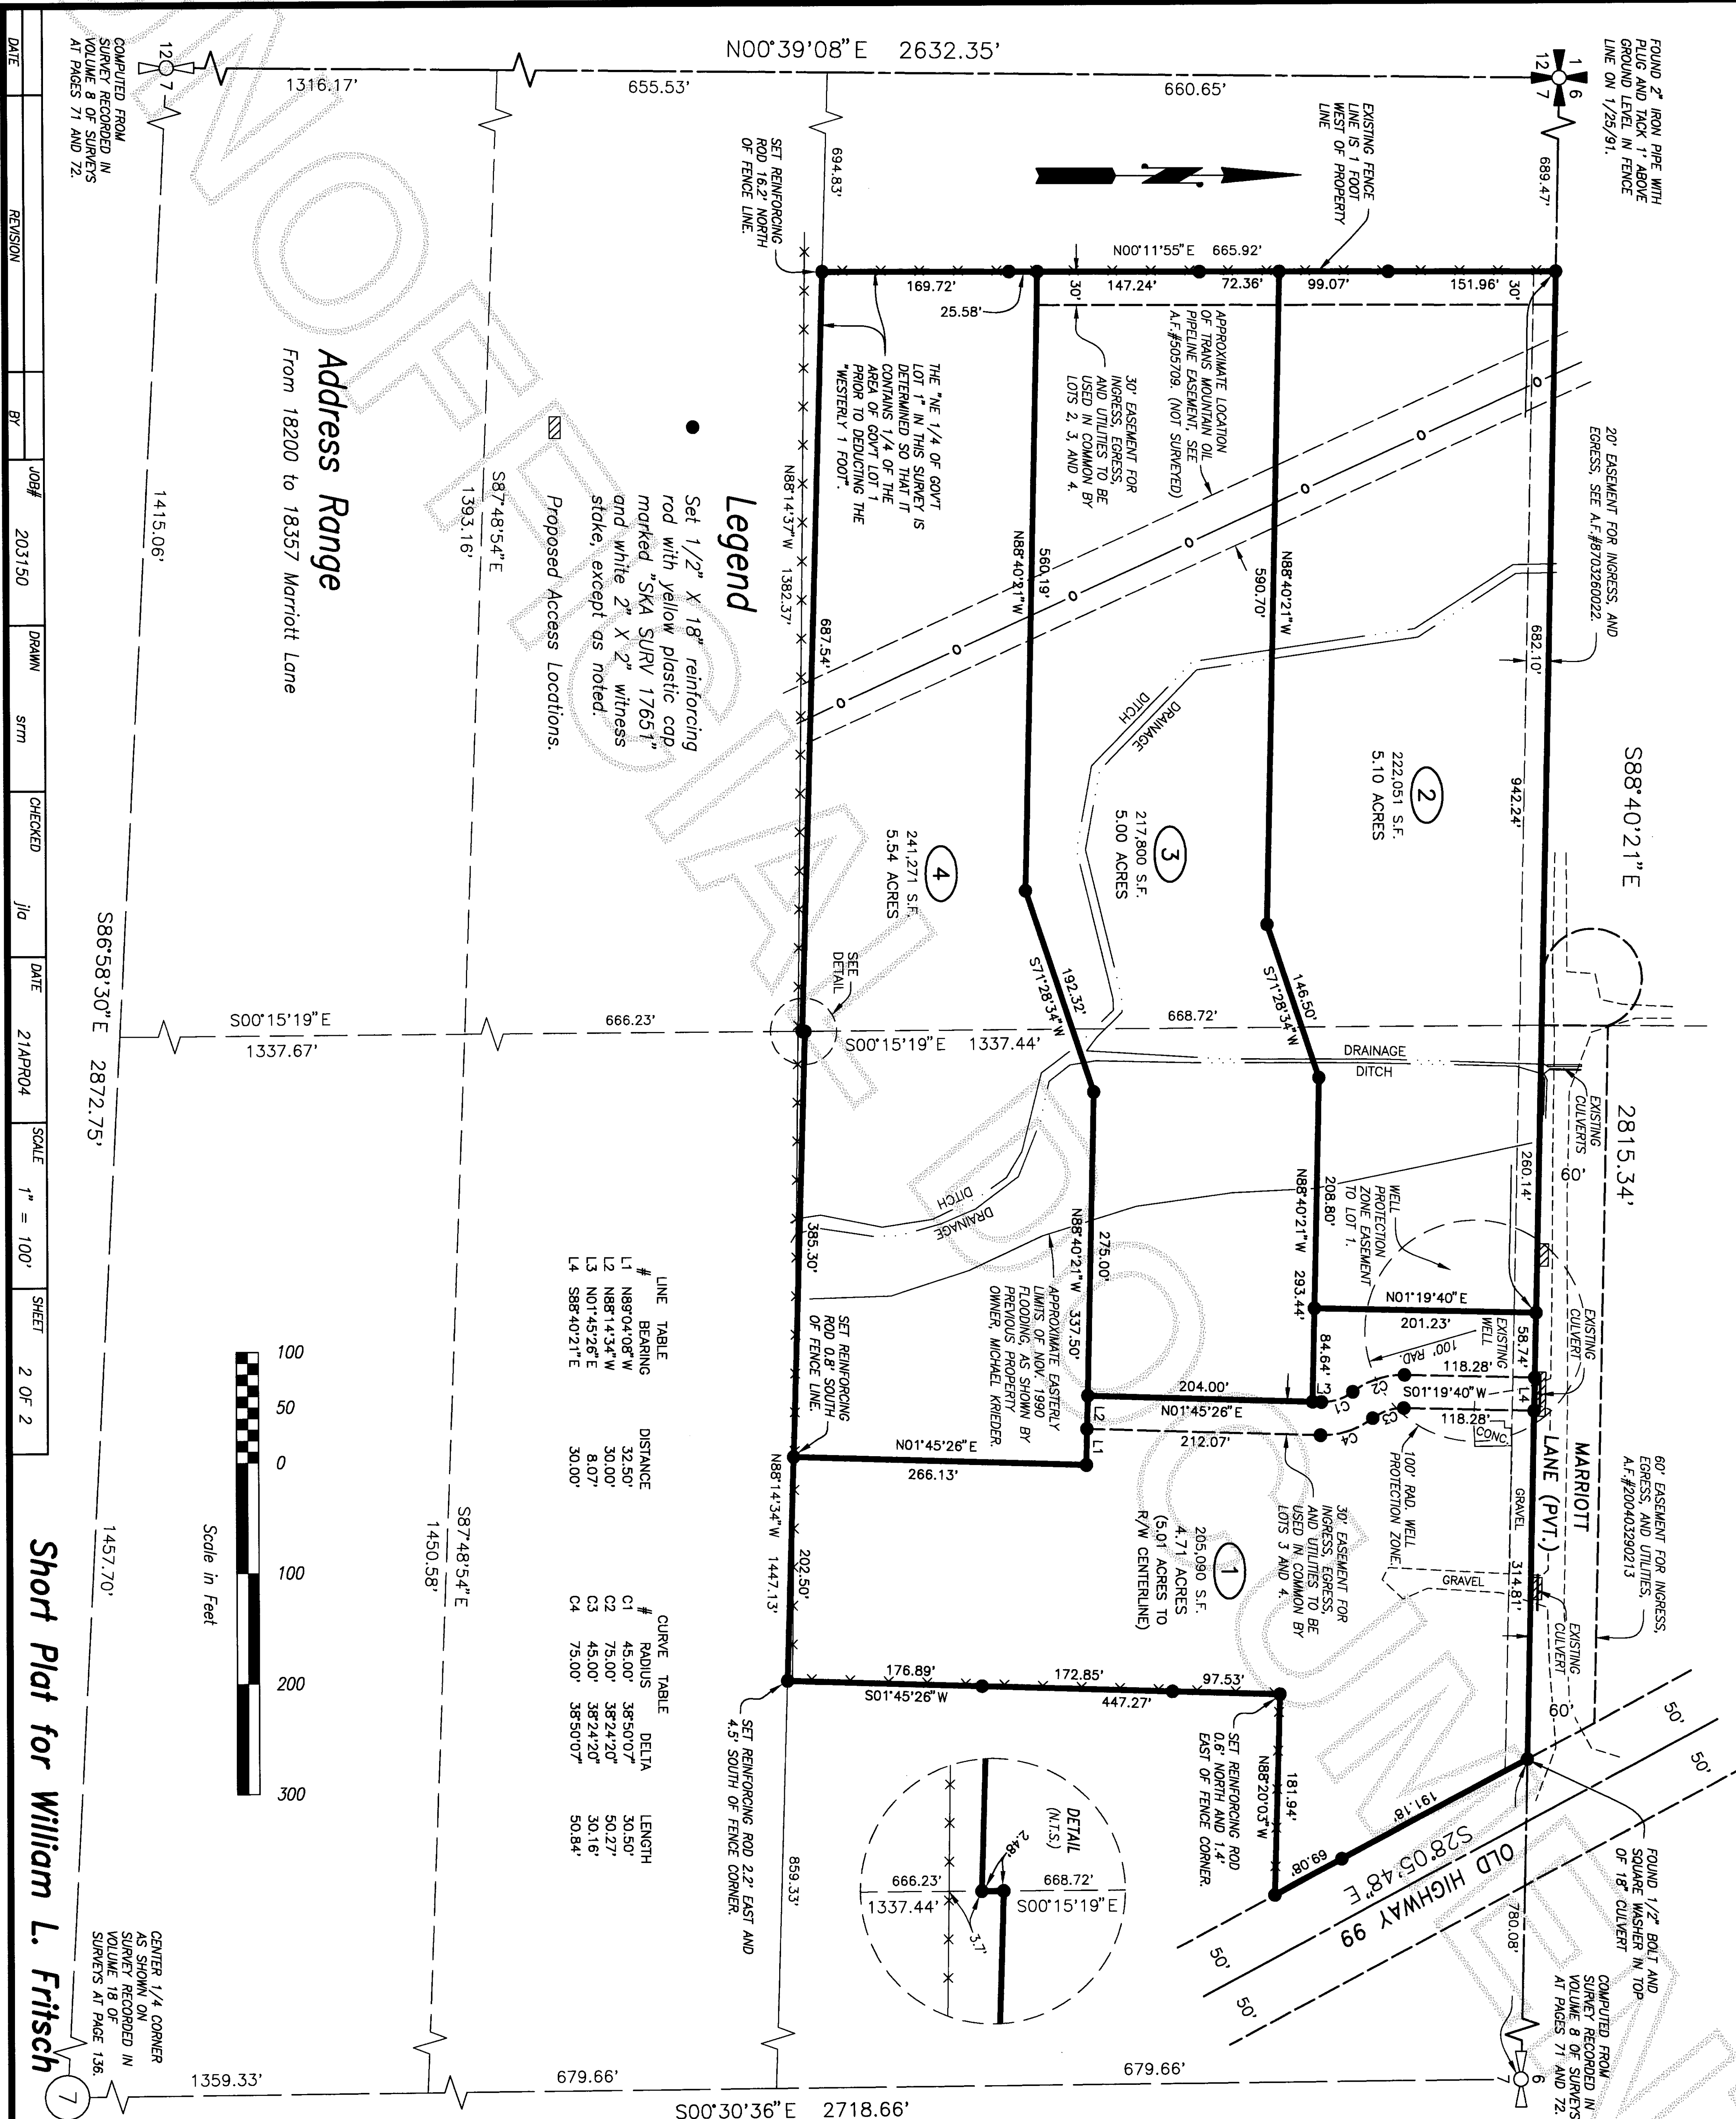 FOUND 2" IRON PIPE WITH
PLUG AND TACK 1' ABOVE
GROUND LEVEL IN FENCE
LINE ON 1/25/91.
1
6
12
7
689.47'
20' EASEMENT FOR INGRESS, AND
EGRESS, SEE A.F.#8703260022.
682.10'
942.24'
S88°40'21"E
2815.34'
EXISTING
CULVERTS
60'
260.14'
58.74'
L4
EXISTING
CULVERT
MARRIOTT
LANE (PVT.)
GRAVEL
GRAVEL
314.81'
EXISTING
CULVERT
60'
60' EASEMENT FOR INGRESS,
EGRESS, AND UTILITIES,
A.F.#200403290213
FOUND 1/2" BOLT AND
SQUARE WASHER IN TOP
OF 18" CULVERT
COMPUTED FROM
SURVEY RECORDED IN
VOLUME 8 OF SURVEYS
AT PAGES 71 AND 72.
780.08'
6
7
50'
50'
50'
50'
OLD HIGHWAY 99
S28°05'48"E
191.18'
69.08'
N00°39'08"E 2632.35'
660.65'
655.53'
1316.17'
694.83'
EXISTING FENCE
LINE IS 1 FOOT
WEST OF PROPERTY
LINE
N00°11'55"E 665.92'
151.96'
30'
99.07'
72.36'
147.24'
30'
25.58'
169.72'
SET REINFORCING
ROD 16.2' NORTH
OF FENCE LINE.
APPROXIMATE LOCATION
OF TRANS MOUNTAIN OIL
PIPELINE EASEMENT, SEE
A.F.#505709. (NOT SURVEYED)
30' EASEMENT FOR
INGRESS, EGRESS,
AND UTILITIES TO BE
USED IN COMMON BY
LOTS 2, 3, AND 4.
THE "NE 1/4 OF GOV'T
LOT 1" IN THIS SURVEY IS
DETERMINED SO THAT IT
CONTAINS 1/4 OF THE
AREA OF GOV'T LOT 1
PRIOR TO DEDUCTING THE
"WESTERLY 1 FOOT".
2
222,051 S.F.
5.10 ACRES
N88°40'21"W
590.70'
146.50'
S71°28'34"W
208.80'
N88°40'21"W 293.44'
84.64'
L3
3
217,800 S.F.
5.00 ACRES
DRAINAGE
DITCH
DRAINAGE
DITCH
560.19'
N88°40'21"W
192.32'
S71°28'34"W
275.00'
N88°40'21"W 337.50'
L2
L1
4
241,271 S.F.
5.54 ACRES
DRAINAGE
DITCH
668.72'
S00°15'19"E 1337.44'
666.23'
S00°15'19"E
1337.67'
SEE
DETAIL
WELL
PROTECTION
ZONE EASEMENT
TO LOT 1.
N01°19'40"E
201.23'
EXISTING
WELL
100' RAD.
118.28'
S01°19'40"W
118.28'
CONC.
C1
C2
C3
C4
100' RAD. WELL
PROTECTION ZONE.
204.00'
N01°45'26"E
212.07'
30' EASEMENT FOR
INGRESS, EGRESS,
AND UTILITIES TO BE
USED IN COMMON BY
LOTS 3 AND 4.
APPROXIMATE EASTERLY
LIMITS OF NOV. 1990
FLOODING, AS SHOWN BY
PREVIOUS PROPERTY
OWNER, MICHAEL KRIEDER.
1
205,090 S.F.
4.71 ACRES
(5.01 ACRES TO
R/W CENTERLINE)
N01°45'26"E
266.13'
176.89'
172.85'
97.53'
S01°45'26"W
447.27'
181.94'
N88°20'03"W
SET REINFORCING ROD
0.6' NORTH AND 1.4'
EAST OF FENCE CORNER.
687.54'
N88°14'37"W 1382.37'
385.30'
SET REINFORCING
ROD 0.8' SOUTH
OF FENCE LINE.
202.50'
N88°14'34"W 1447.13'
SET REINFORCING ROD 2.2' EAST AND
4.5' SOUTH OF FENCE CORNER.
859.33'
DETAIL
(N.T.S.)
2.48'
666.23'
668.72'
1337.44'
S00°15'19"E
3.7'
Legend
Set 1/2" X 18" reinforcing
rod with yellow plastic cap
marked "SKA SURV 17651"
and white 2" X 2" witness
stake, except as noted.
Proposed Access Locations.
Address Range
From 18200 to 18357 Marriott Lane
LINE TABLE
# BEARING DISTANCE
L1 N89°04'08"W 32.50'
L2 N88°14'34"W 30.00'
L3 N01°45'26"E 8.07'
L4 S88°40'21"E 30.00'
CURVE TABLE
# RADIUS DELTA LENGTH
C1 45.00' 38°50'07" 30.50'
C2 75.00' 38°24'20" 50.27'
C3 45.00' 38°24'20" 30.16'
C4 75.00' 38°50'07" 50.84'
S87°48'54"E
1393.16'
S87°48'54"E
1450.58'
679.66'
679.66'
1359.33'
S00°30'36"E 2718.66'
100 50 0 100 200 300
Scale in Feet
12
7
COMPUTED FROM
SURVEY RECORDED IN
VOLUME 8 OF SURVEYS
AT PAGES 71 AND 72.
1415.06'
S86°58'30"E 2872.75'
1457.70'
CENTER 1/4 CORNER
AS SHOWN ON
SURVEY RECORDED IN
VOLUME 18 OF
SURVEYS AT PAGE 136.
7
Short Plat for William L. Fritsch
DATE REVISION BY
JOB# 203150 DRAWN srm CHECKED jla DATE 21APR04 SCALE 1" = 100' SHEET 2 OF 2
UNOFFICIAL DOCUMENT